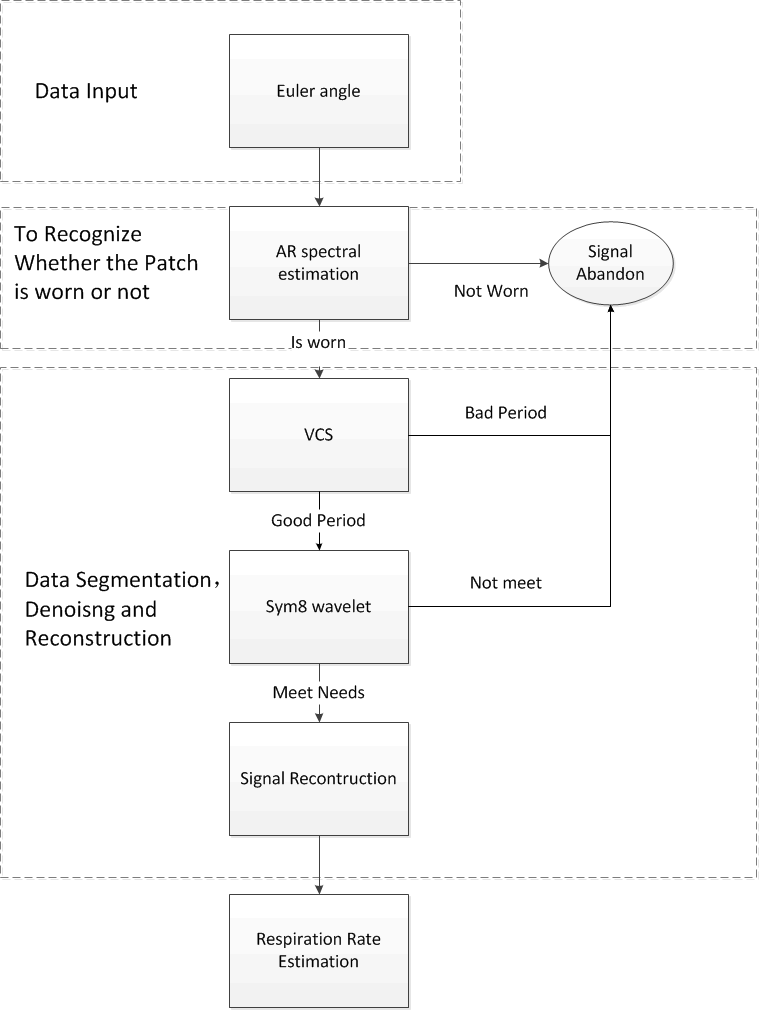 Data Input
Euler angle
To Recognize
Whether the Patch
is worn or not
AR spectral
estimation
Not Worn
Signal
Abandon
Is worn
VCS
Bad Period
Good Period
Data Segmentation，
Denoisng and
Reconstruction
Sym8 wavelet
Not meet
Meet Needs
Signal Recontruction
Respiration Rate
Estimation